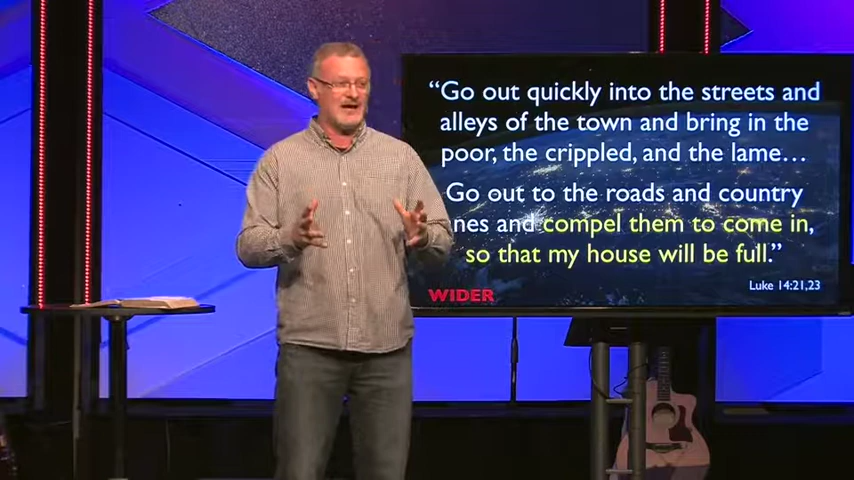 “Go out quickly into the streets and
alleys of the town and bring in the
poor, the crippled, and the lame…
Go out to the roads and country
nes and compel them to come in,
so that my house will be full.”
Luke 14:21,23
WIDER